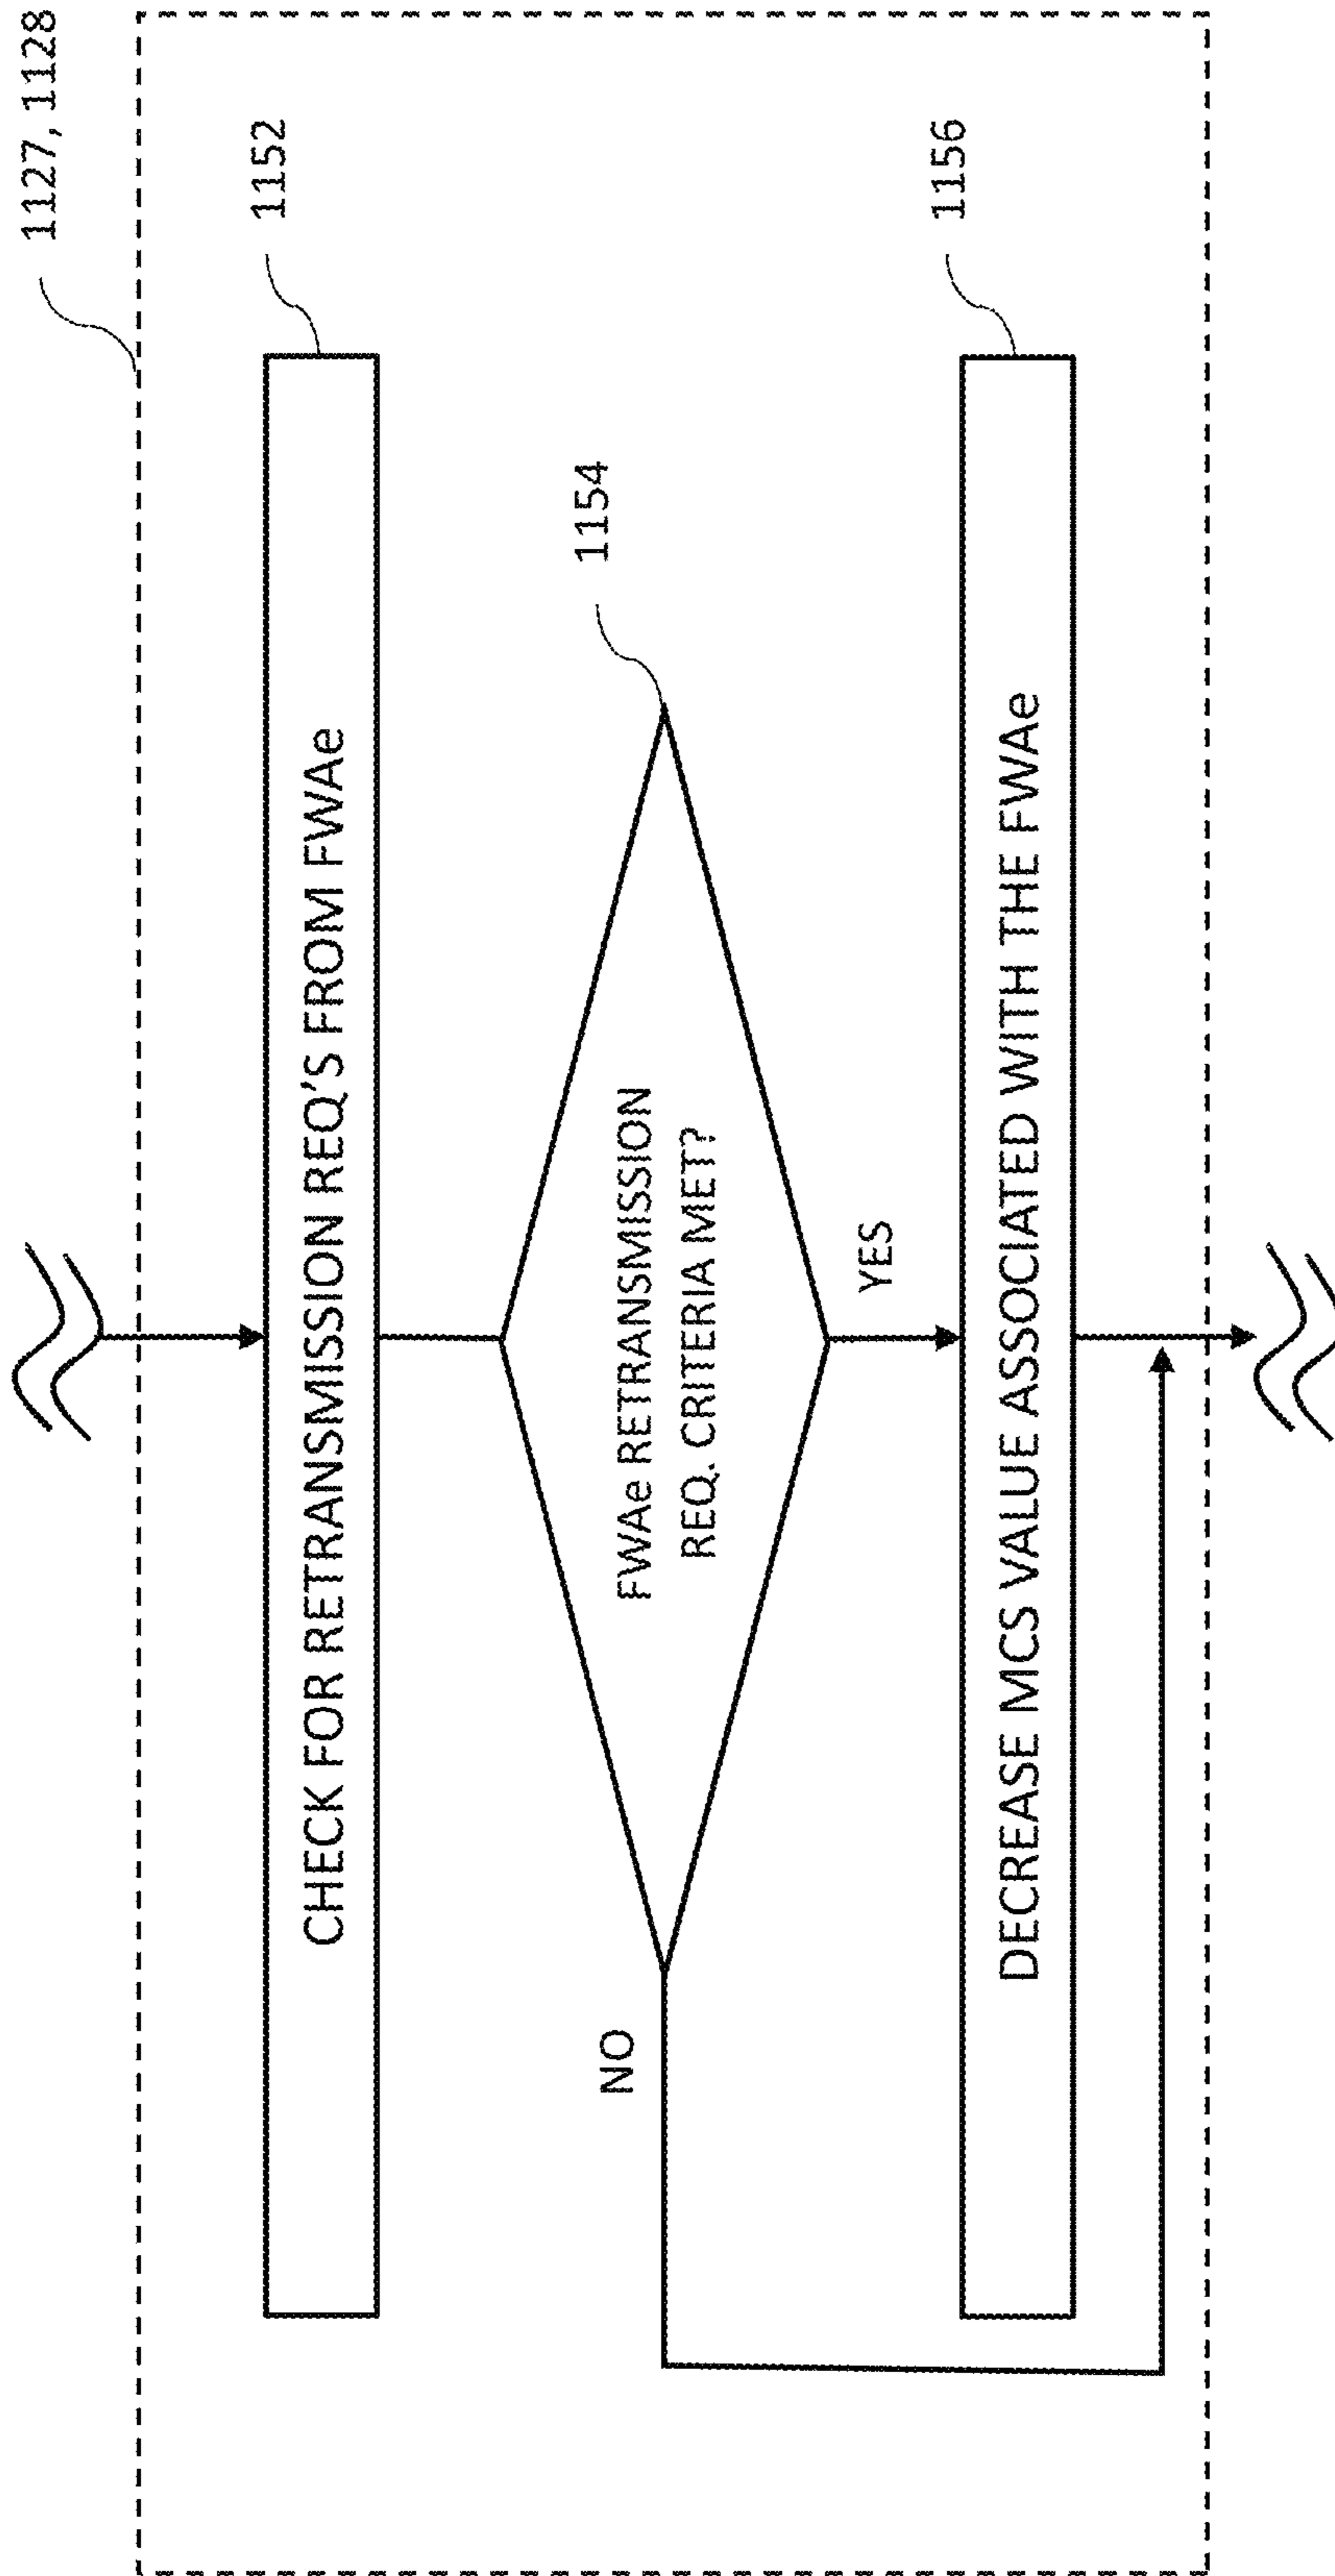 1127, 1128
1152
CHECK FOR RETRANSMISSION REQ'S FROM FWAe
1154
FWAe RETRANSMISSION
REQ. CRITERIA MET?
NO
YES
1156
DECREASE MCS VALUE ASSOCIATED WITH THE FWAe